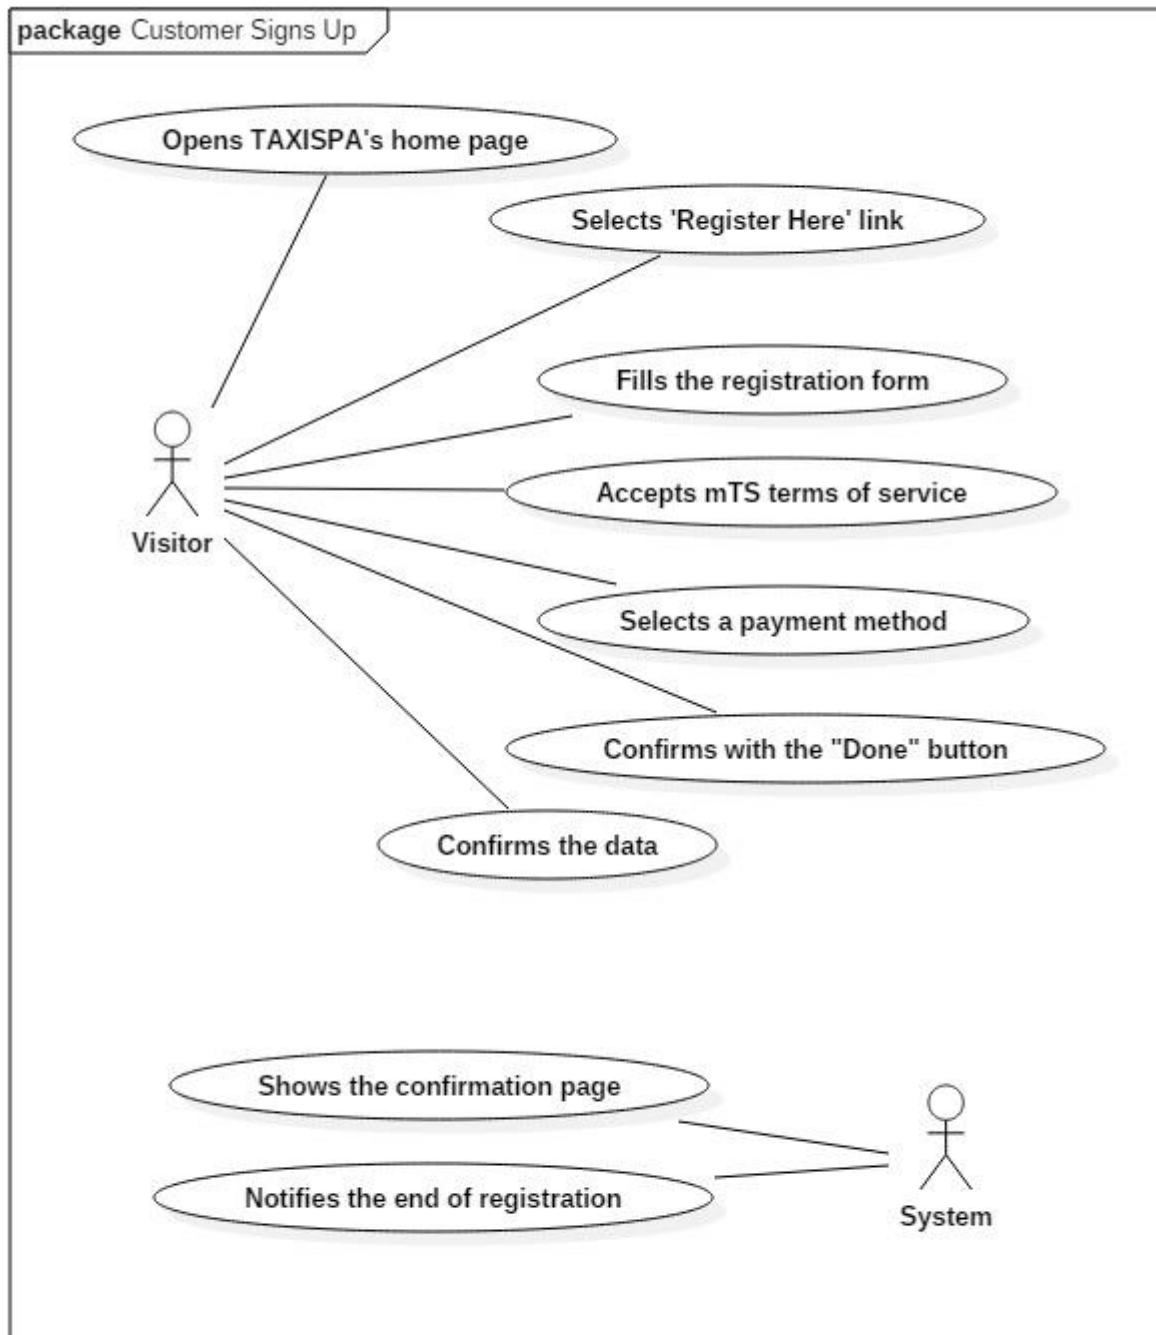 package Customer Signs Up
Opens TAXISPA's home page
Selects 'Register Here' link
Fills the registration form
Accepts mTS terms of service
Visitor
Selects a payment method
Confirms with the "Done" button
Confirms the data
Shows the confirmation page
Notifies the end of registration
System